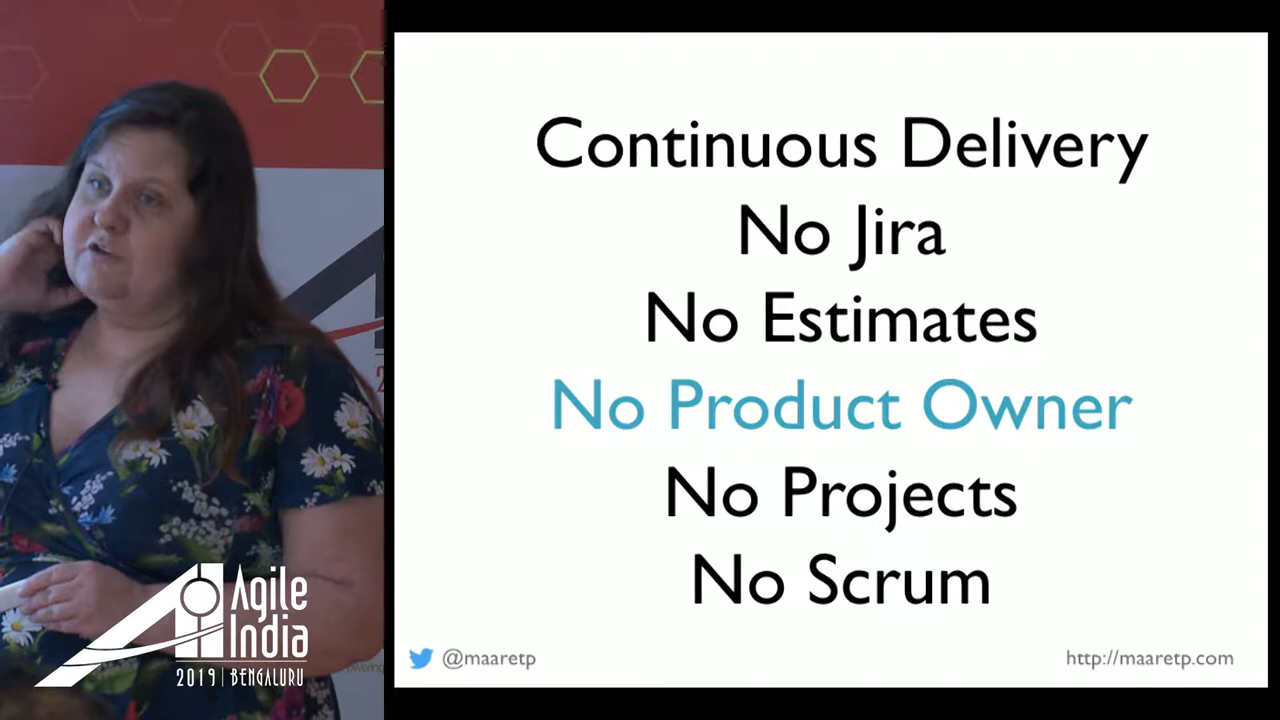 Continuous Delivery
No Jira
No Estimates
No Product Owner
No Projects
No Scrum
@maaretp
http://maaretp.com
Agile
India
2019 | BENGALURU